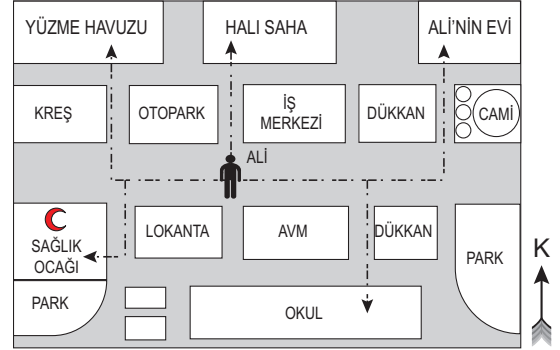 YÜZME HAVUZU
HALI SAHA
ALİ'NİN EVİ
KREŞ
OTOPARK
İŞ
MERKEZİ
DÜKKAN
CAMİ
ALİ
SAĞLIK
OCAĞI
LOKANTA
AVM
DÜKKAN
PARK
K
PARK
OKUL